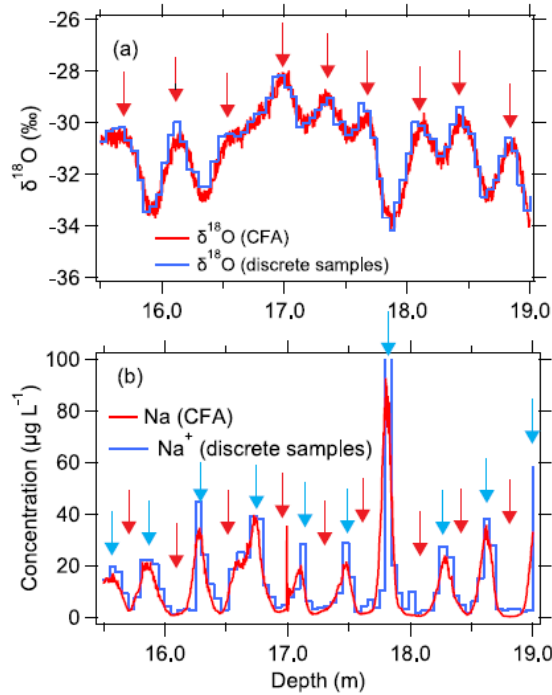 (a)
-26
-28
-30
-32
-34
-36
δ¹⁸O (‰)
δ¹⁸O (CFA)
δ¹⁸O (discrete samples)
16.0 17.0 18.0 19.0
(b)
100
80
60
40
20
0
Concentration (µg L⁻¹)
Na (CFA)
Na⁺ (discrete samples)
16.0 17.0 18.0 19.0
Depth (m)